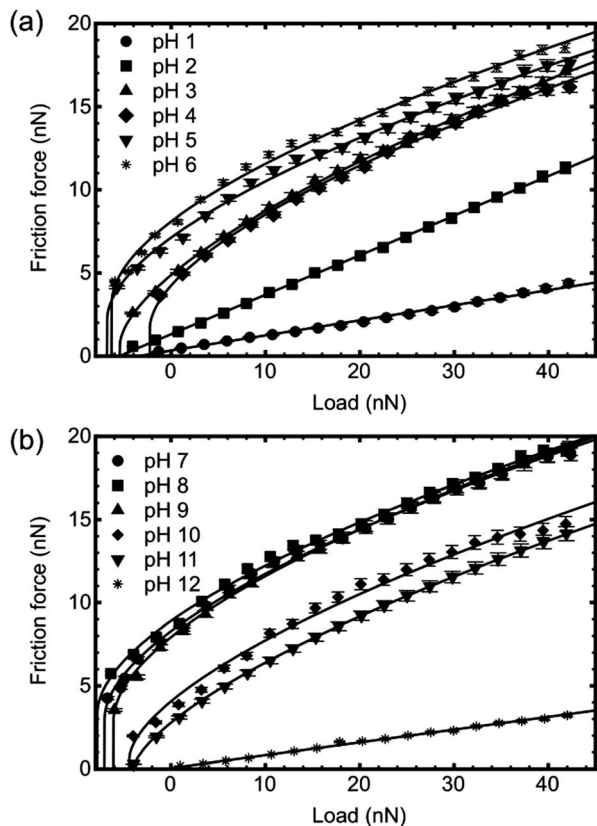 (a)
20
pH 1
pH 2
pH 3
pH 4
pH 5
pH 6
15
10
5
0
Friction force (nN)
0 10 20 30 40
Load (nN)
(b)
20
pH 7
pH 8
pH 9
pH 10
pH 11
pH 12
15
10
5
0
Friction force (nN)
0 10 20 30 40
Load (nN)